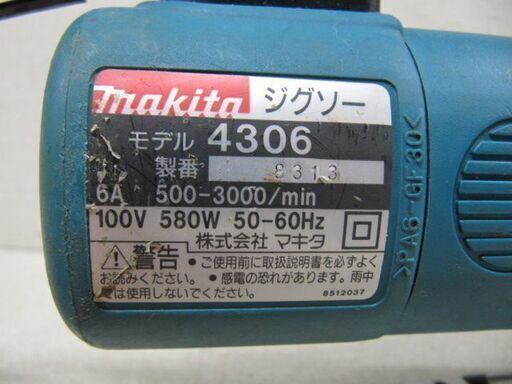 makita ジグソー
モデル 4306
製番 8313
6A 500-3000/min
100V 580W 50-60Hz
株式会社 マキタ
警告 •ご使用前に取扱説明書を必ずよく
お読みください。 •感電の恐れがあります。雨中
では使用しないでください。
8512037
>PA6-GF30<